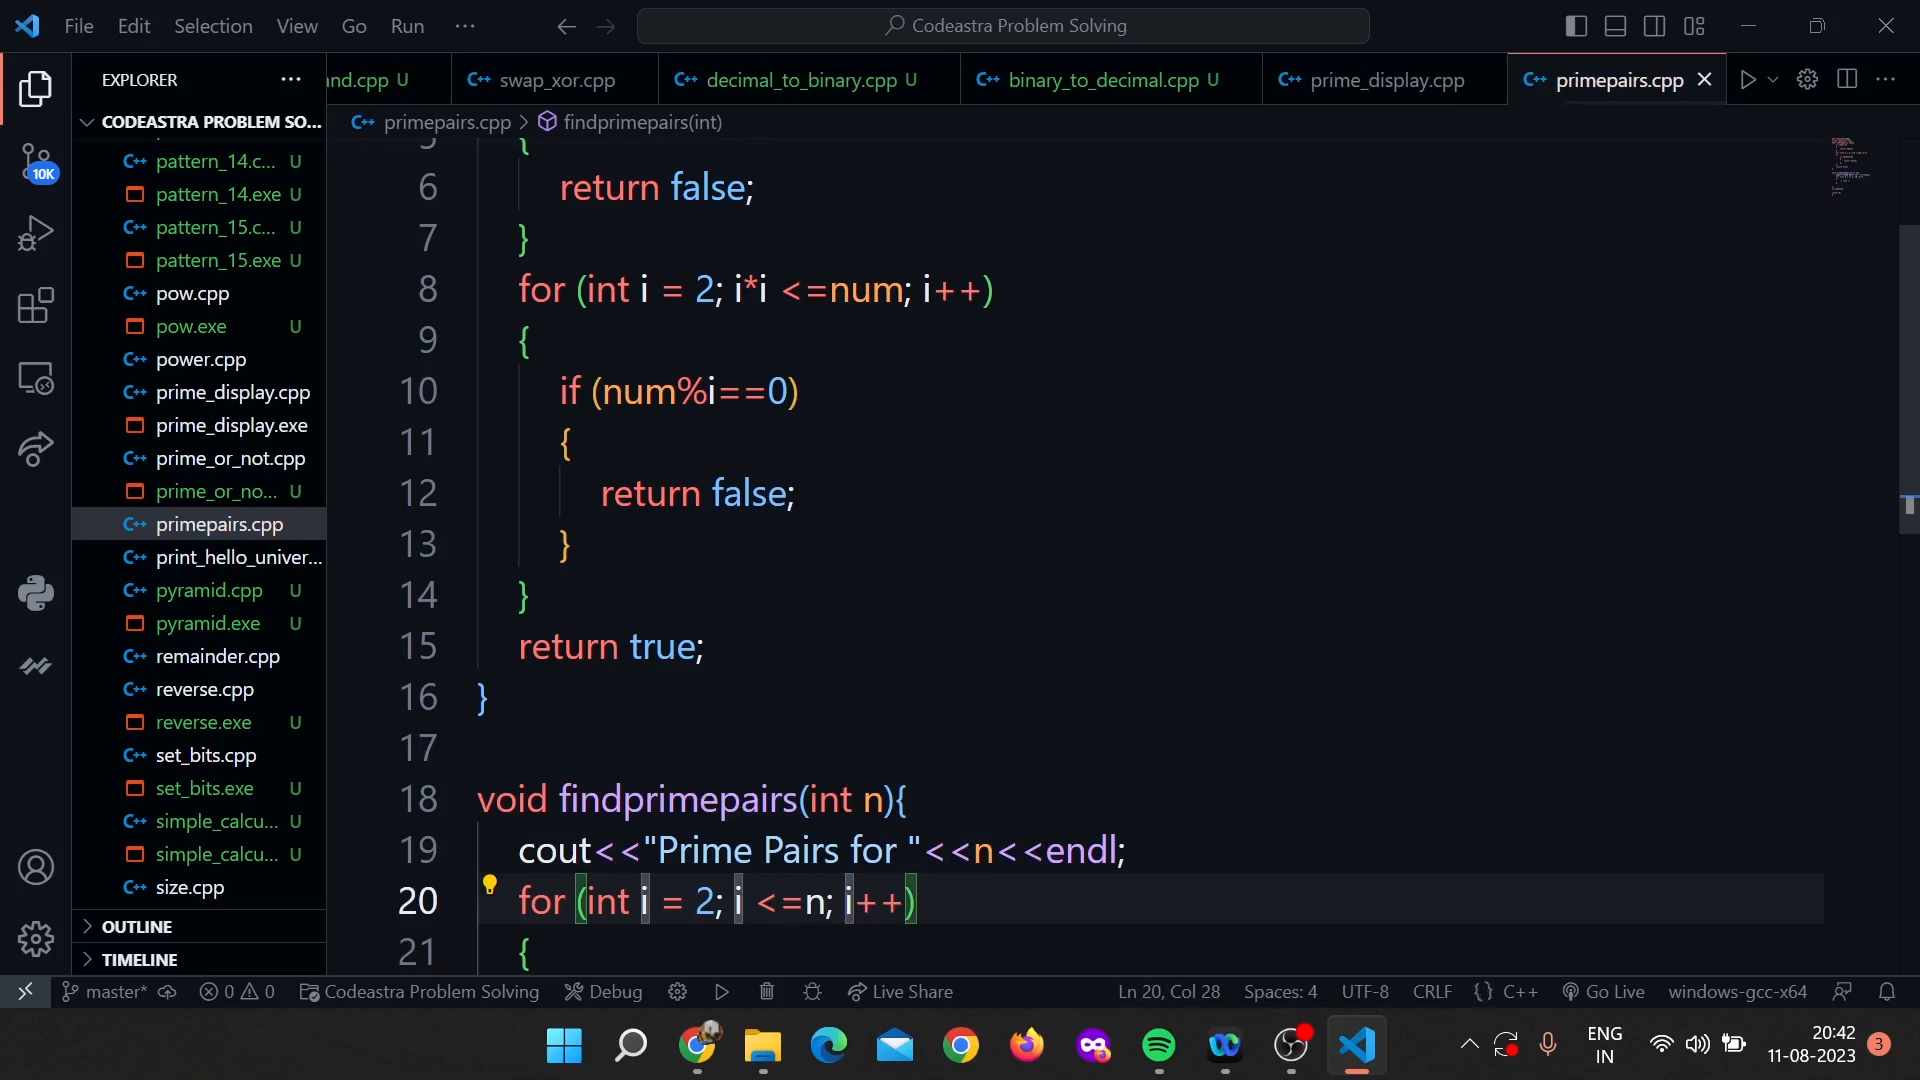 File Edit Selection View Go Run ··· Codeastra Problem Solving
EXPLORER ···
nd.cpp U swap_xor.cpp decimal_to_binary.cpp U binary_to_decimal.cpp U prime_display.cpp primepairs.cpp
CODEASTRA PROBLEM SO...
primepairs.cpp > findprimepairs(int)
pattern_14.c... U
pattern_14.exe U
pattern_15.c... U
pattern_15.exe U
pow.cpp
pow.exe U
power.cpp
prime_display.cpp
prime_display.exe
prime_or_not.cpp
prime_or_no... U
primepairs.cpp
print_hello_univer...
pyramid.cpp U
pyramid.exe U
remainder.cpp
reverse.cpp
reverse.exe U
set_bits.cpp
set_bits.exe U
simple_calcu... U
simple_calcu... U
size.cpp
OUTLINE
TIMELINE
10K
5 {
6 return false;
7 }
8 for (int i = 2; i*i <=num; i++)
9 {
10 if (num%i==0)
11 {
12 return false;
13 }
14 }
15 return true;
16 }
17
18 void findprimepairs(int n){
19 cout<<"Prime Pairs for "<<n<<endl;
20 for (int i = 2; i <=n; i++)
21 {
master* 0 0 Codeastra Problem Solving Debug Live Share Ln 20, Col 28 Spaces: 4 UTF-8 CRLF {} C++ Go Live windows-gcc-x64
ENG
IN
20:42
11-08-2023
3